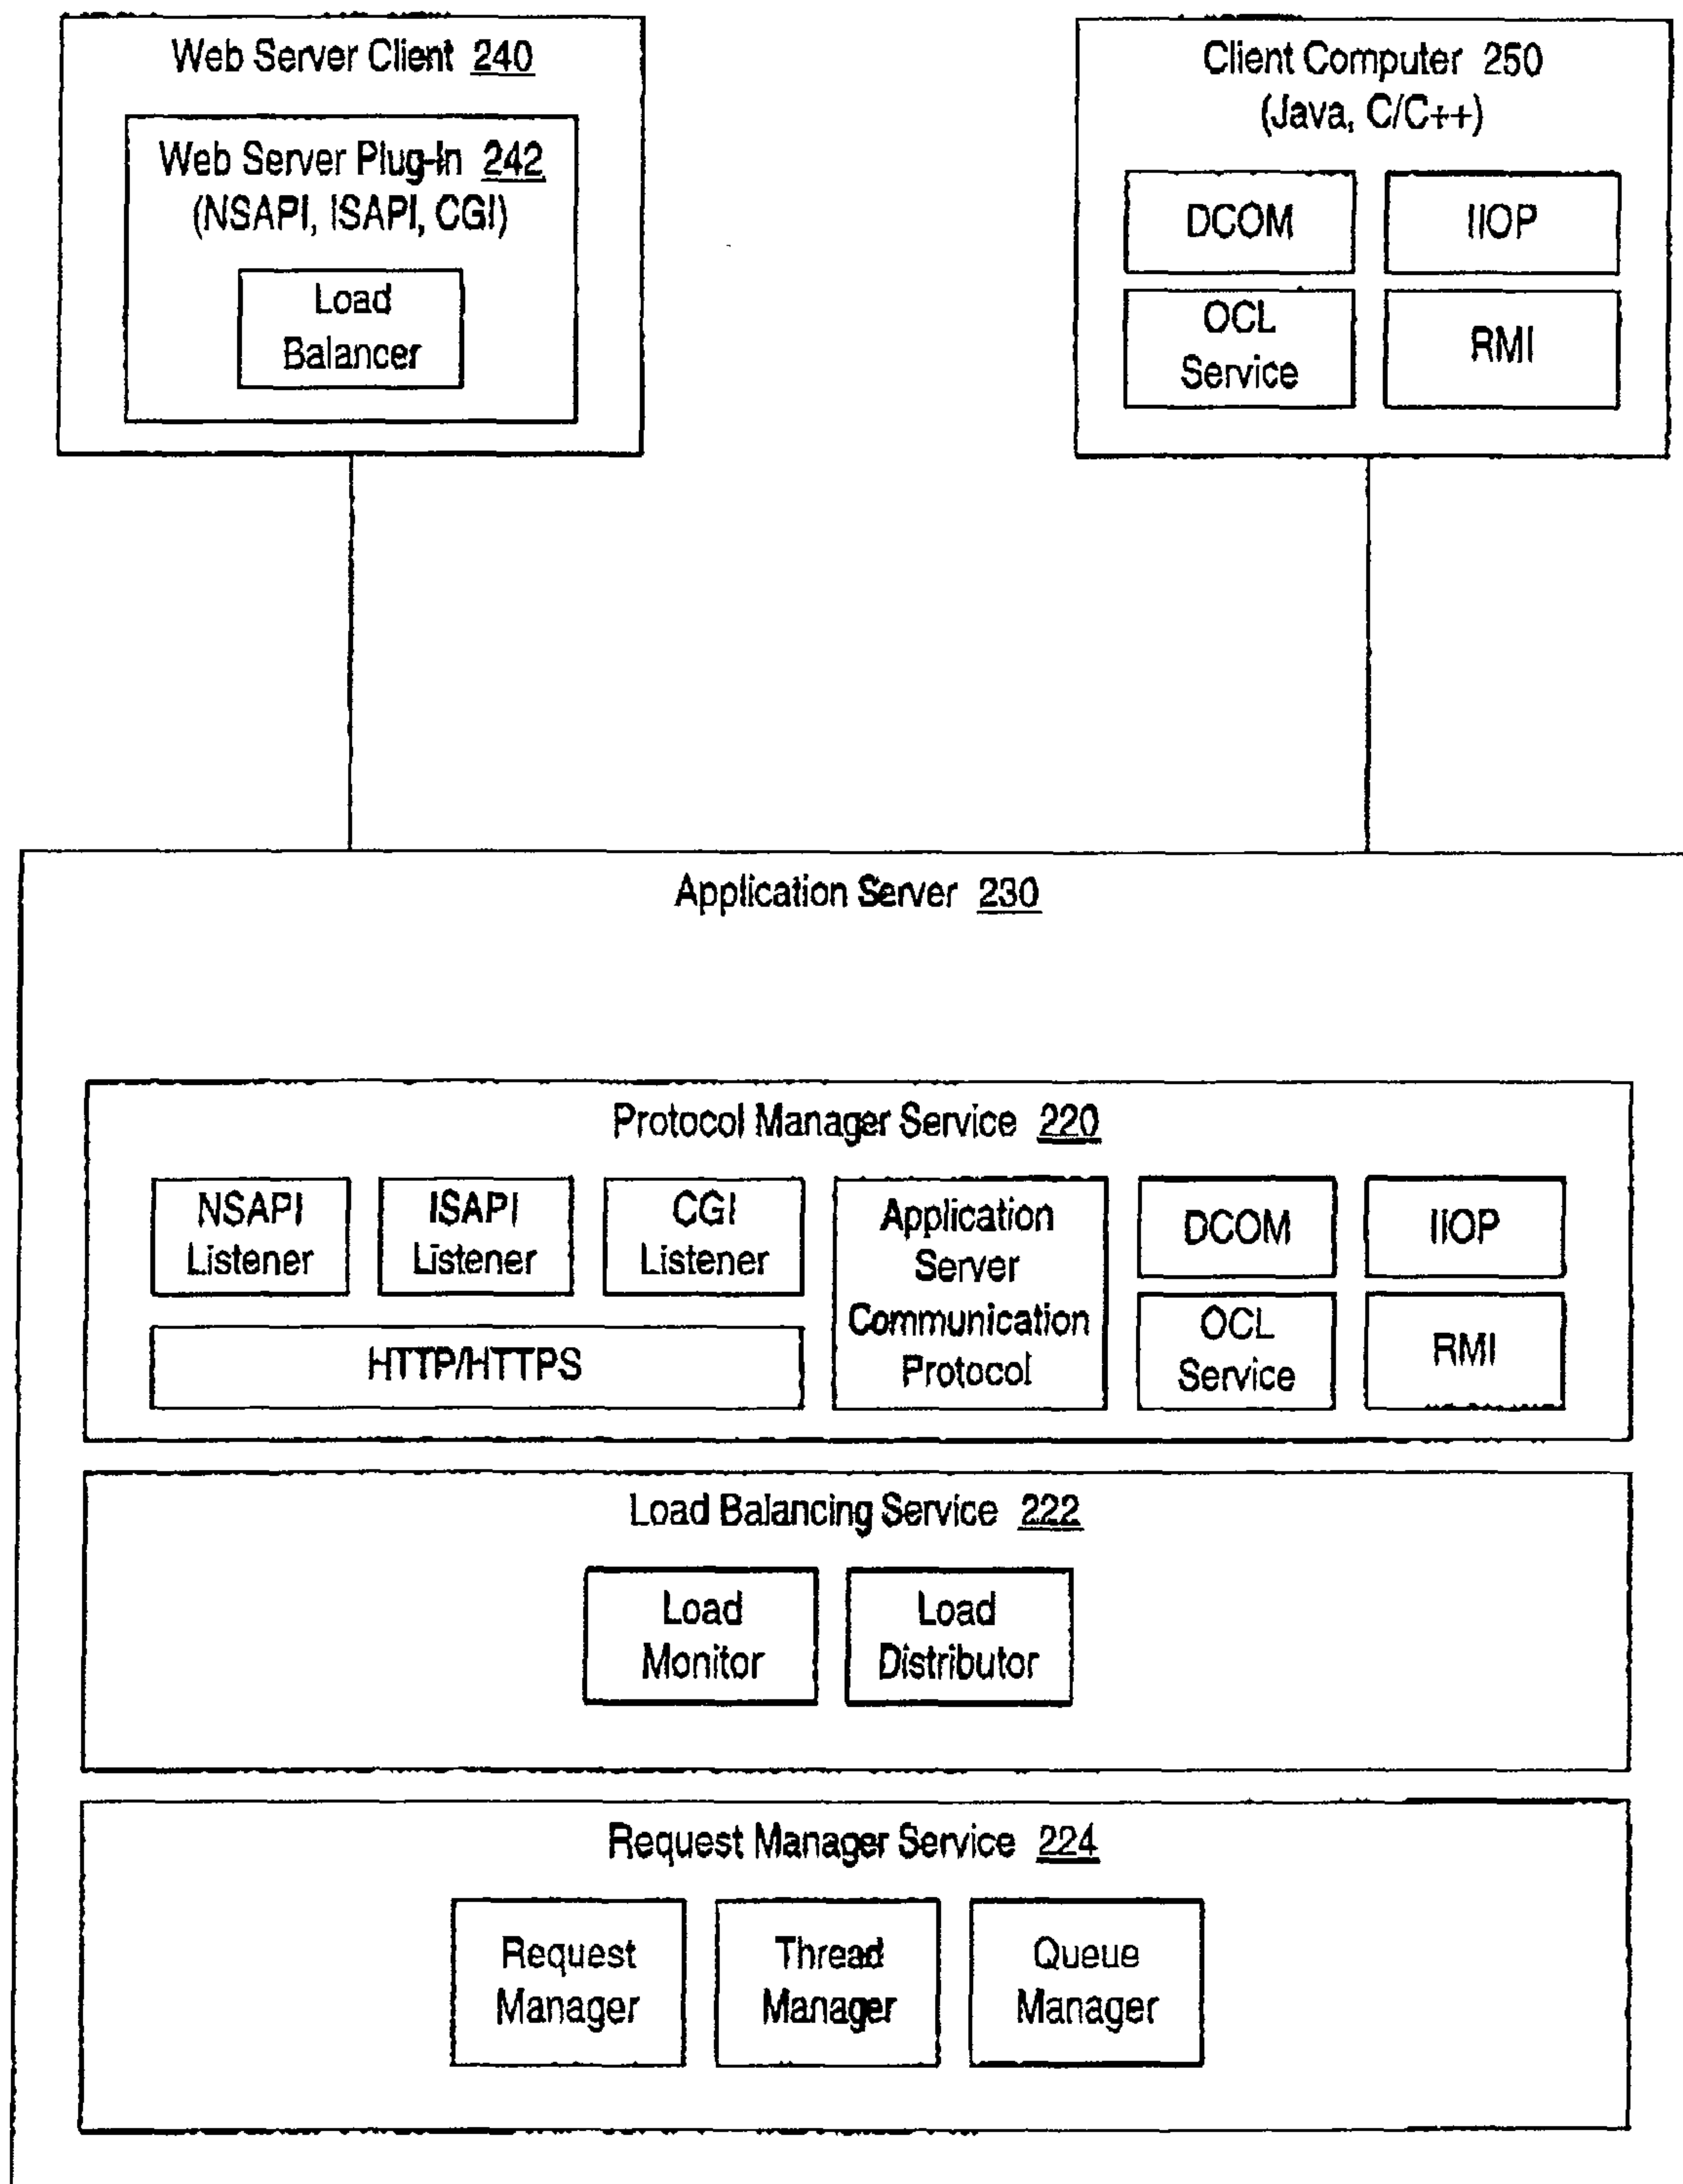 Web Server Client 240
Web Server Plug-In 242
(NSAPI, ISAPI, CGI)
Load
Balancer
Client Computer 250
(Java, C/C++)
DCOM
IIOP
OCL
Service
RMI
Application Server 230
Protocol Manager Service 220
NSAPI
Listener
ISAPI
Listener
CGI
Listener
HTTP/HTTPS
Application
Server
Communication
Protocol
DCOM
IIOP
OCL
Service
RMI
Load Balancing Service 222
Load
Monitor
Load
Distributor
Request Manager Service 224
Request
Manager
Thread
Manager
Queue
Manager